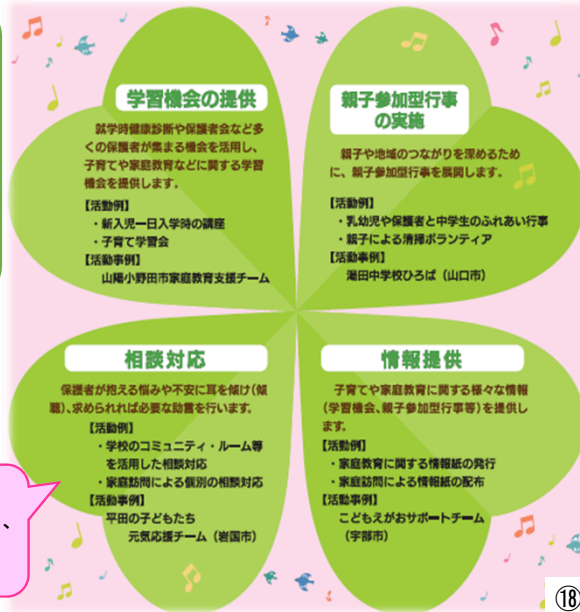 学習機会の提供
就学時健康診断や保護者会など多
くの保護者が集まる機会を活用し、
子育てや家庭教育などに関する学習
機会を提供します。
【活動例】
・新入児一日入学時の講座
・子育て学習会
【活動事例】
山陽小野田市家庭教育支援チーム
親子参加型行事
の実施
親子や地域のつながりを深めるため
に、親子参加型行事を展開します。
【活動例】
・乳幼児や保護者と中学生のふれあい行事
・親子による清掃ボランティア
【活動事例】
湯田中学校ひろば（山口市）
相談対応
保護者が抱える悩みや不安に耳を傾け（傾
聴）、求められれば必要な助言を行います。
【活動例】
・学校のコミュニティ・ルーム等
を活用した相談対応
・家庭訪問による個別の相談対応
【活動事例】
平田の子どもたち
元気応援チーム（岩国市）
情報提供
子育てや家庭教育に関する様々な情報
（学習機会、親子参加型行事等）を提供し
ます。
【活動例】
・家庭教育に関する情報紙の発行
・家庭訪問による情報紙の配布
【活動事例】
こどもえがおサポートチーム
（宇部市）
、
⑱